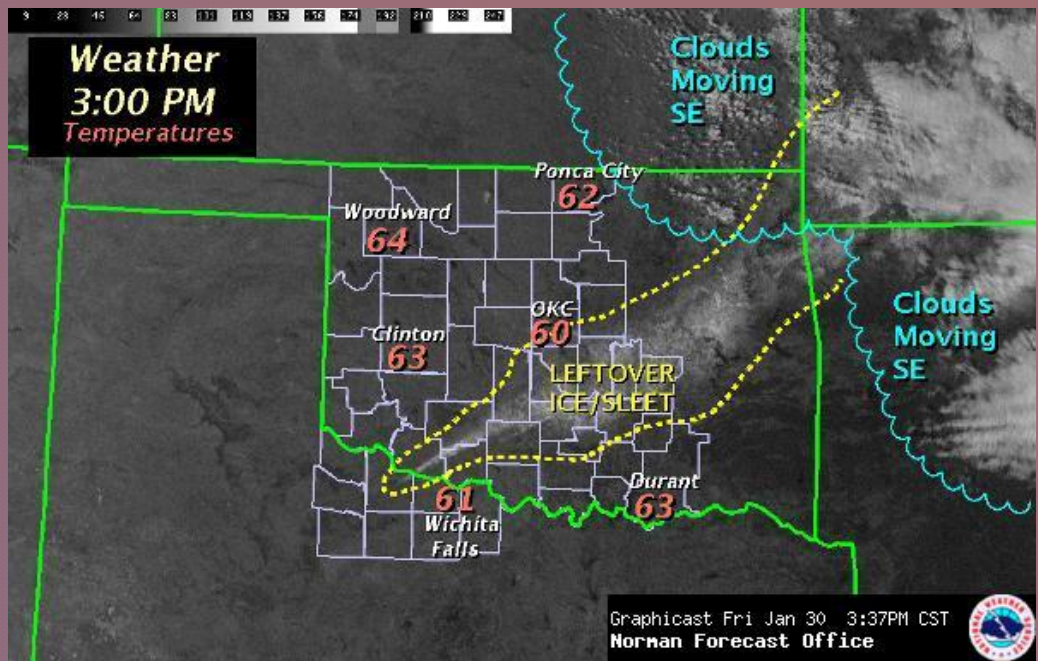 Weather
3:00 PM
Temperatures
Clouds
Moving
SE
Ponca City
62
Woodward
64
OKC
60
Clinton
63
Clouds
Moving
SE
LEFTOVER
ICE/SLEET
Durant
63
61
Wichita
Falls
Graphicast Fri Jan 30 3:37PM CST
Norman Forecast Office